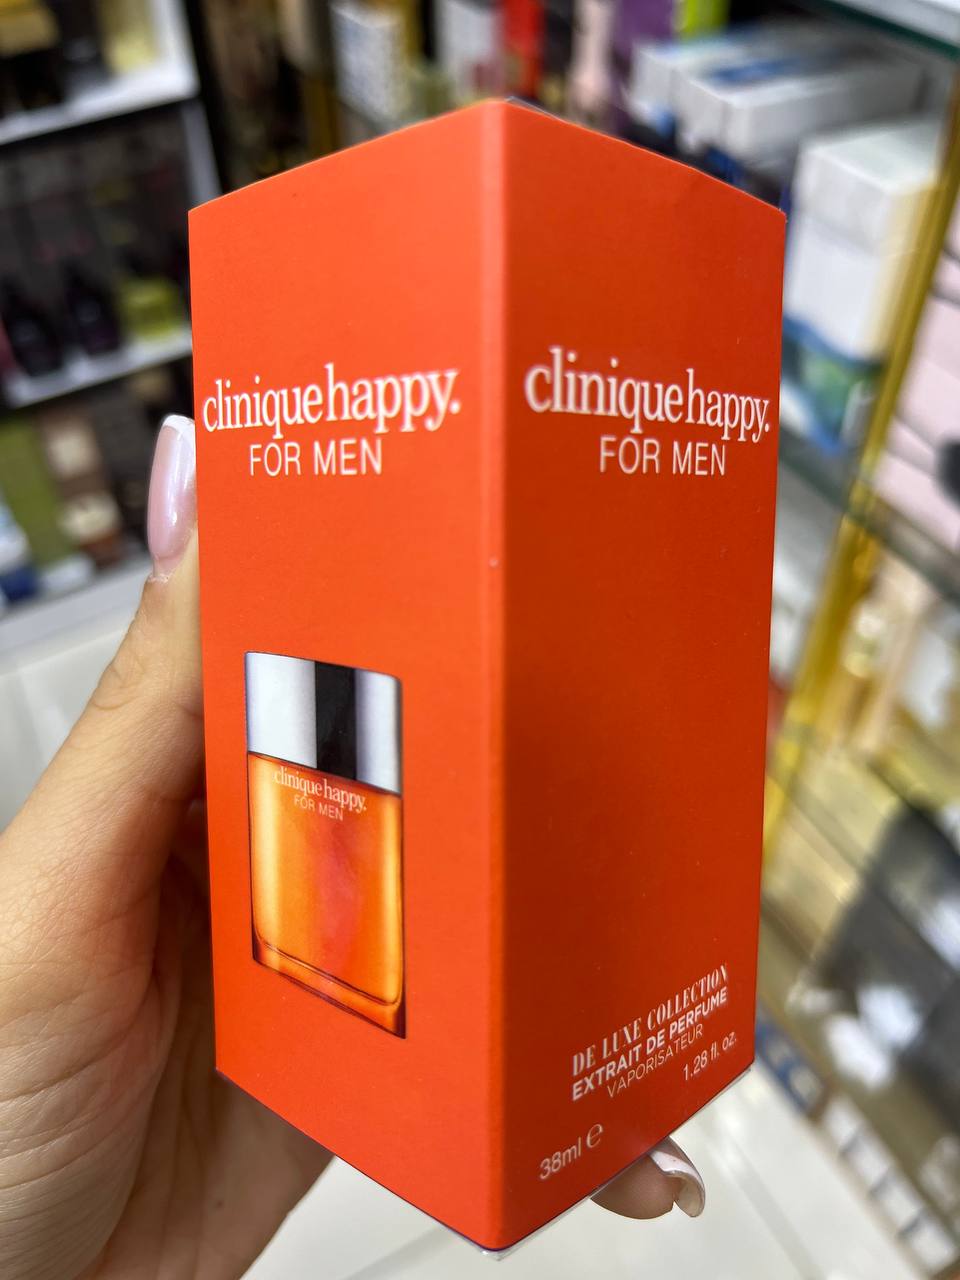 cliniquehappy.
FOR MEN
cliniquehappy.
FOR MEN
cliniquehappy.
FOR MEN
DE LUXE COLLECTION
EXTRAIT DE PERFUME
VAPORISATEUR
1.28 fl. oz.
38ml ℮